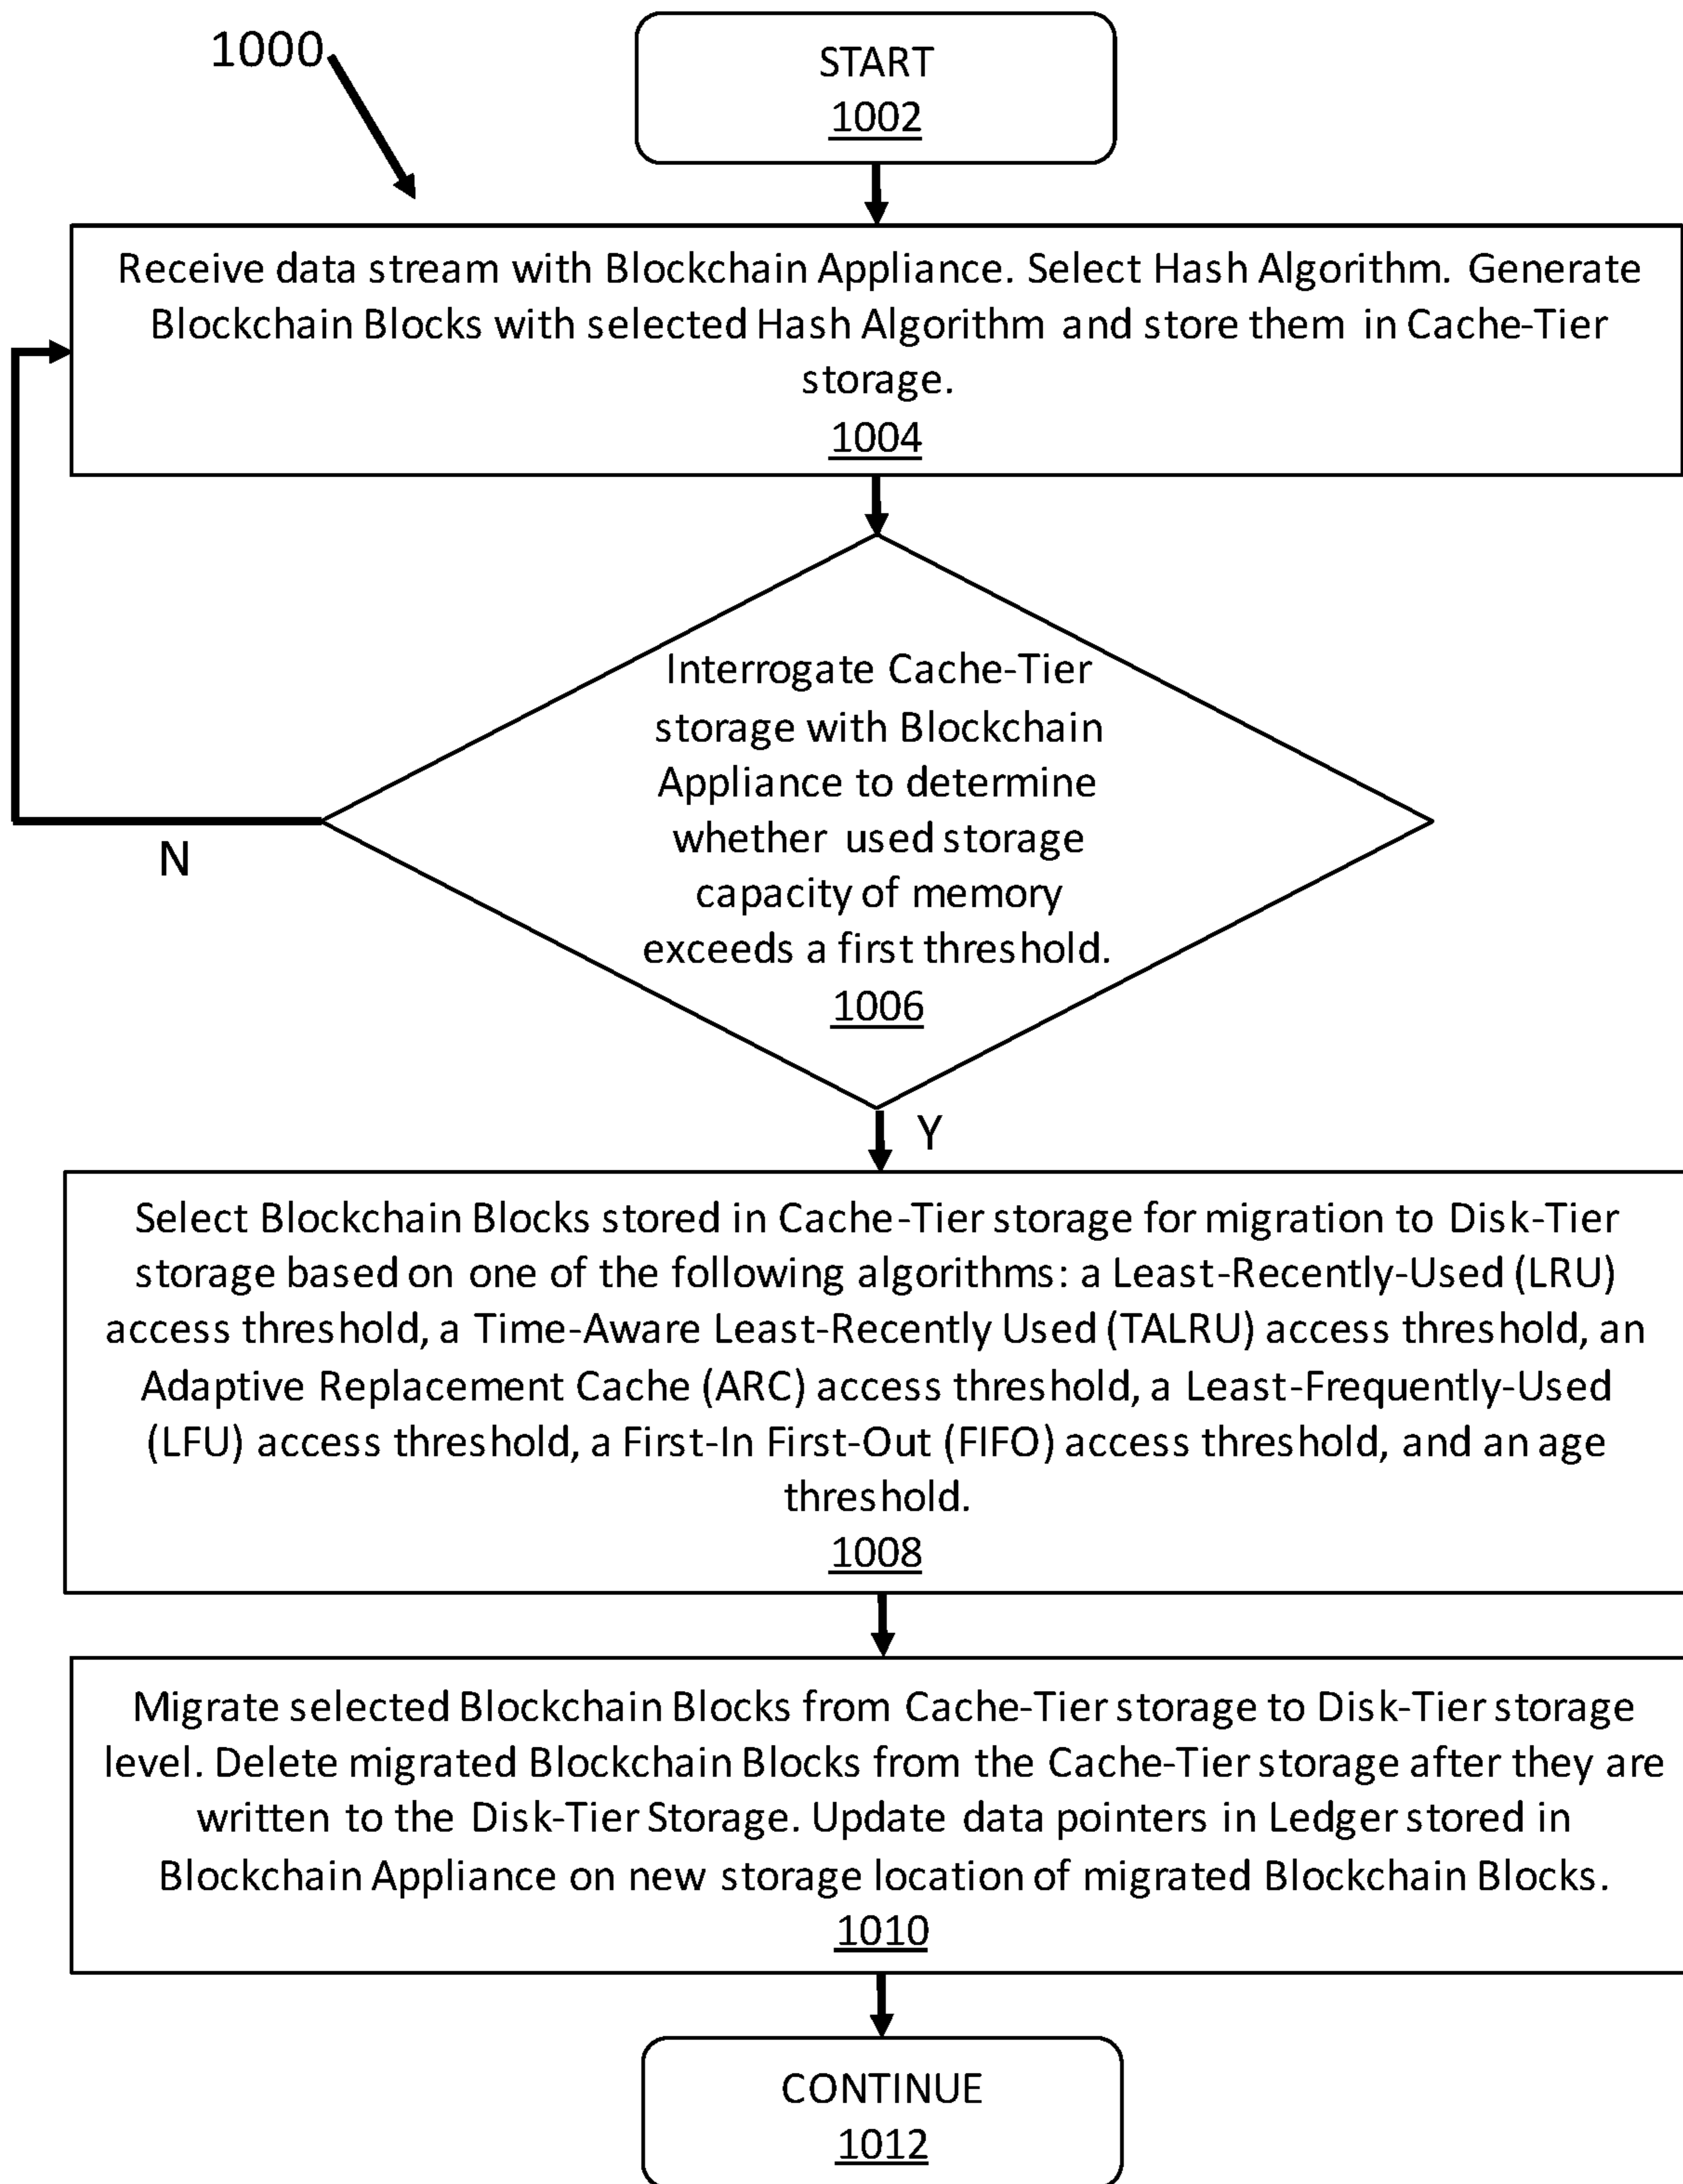 1000
START
1002
Receive data stream with Blockchain Appliance. Select Hash Algorithm. Generate
Blockchain Blocks with selected Hash Algorithm and store them in Cache-Tier
storage.
1004
Interrogate Cache-Tier
storage with Blockchain
Appliance to determine
whether used storage
capacity of memory
exceeds a first threshold.
1006
N
Y
Select Blockchain Blocks stored in Cache-Tier storage for migration to Disk-Tier
storage based on one of the following algorithms: a Least-Recently-Used (LRU)
access threshold, a Time-Aware Least-Recently Used (TALRU) access threshold, an
Adaptive Replacement Cache (ARC) access threshold, a Least-Frequently-Used
(LFU) access threshold, a First-In First-Out (FIFO) access threshold, and an age
threshold.
1008
Migrate selected Blockchain Blocks from Cache-Tier storage to Disk-Tier storage
level. Delete migrated Blockchain Blocks from the Cache-Tier storage after they are
written to the Disk-Tier Storage. Update data pointers in Ledger stored in
Blockchain Appliance on new storage location of migrated Blockchain Blocks.
1010
CONTINUE
1012